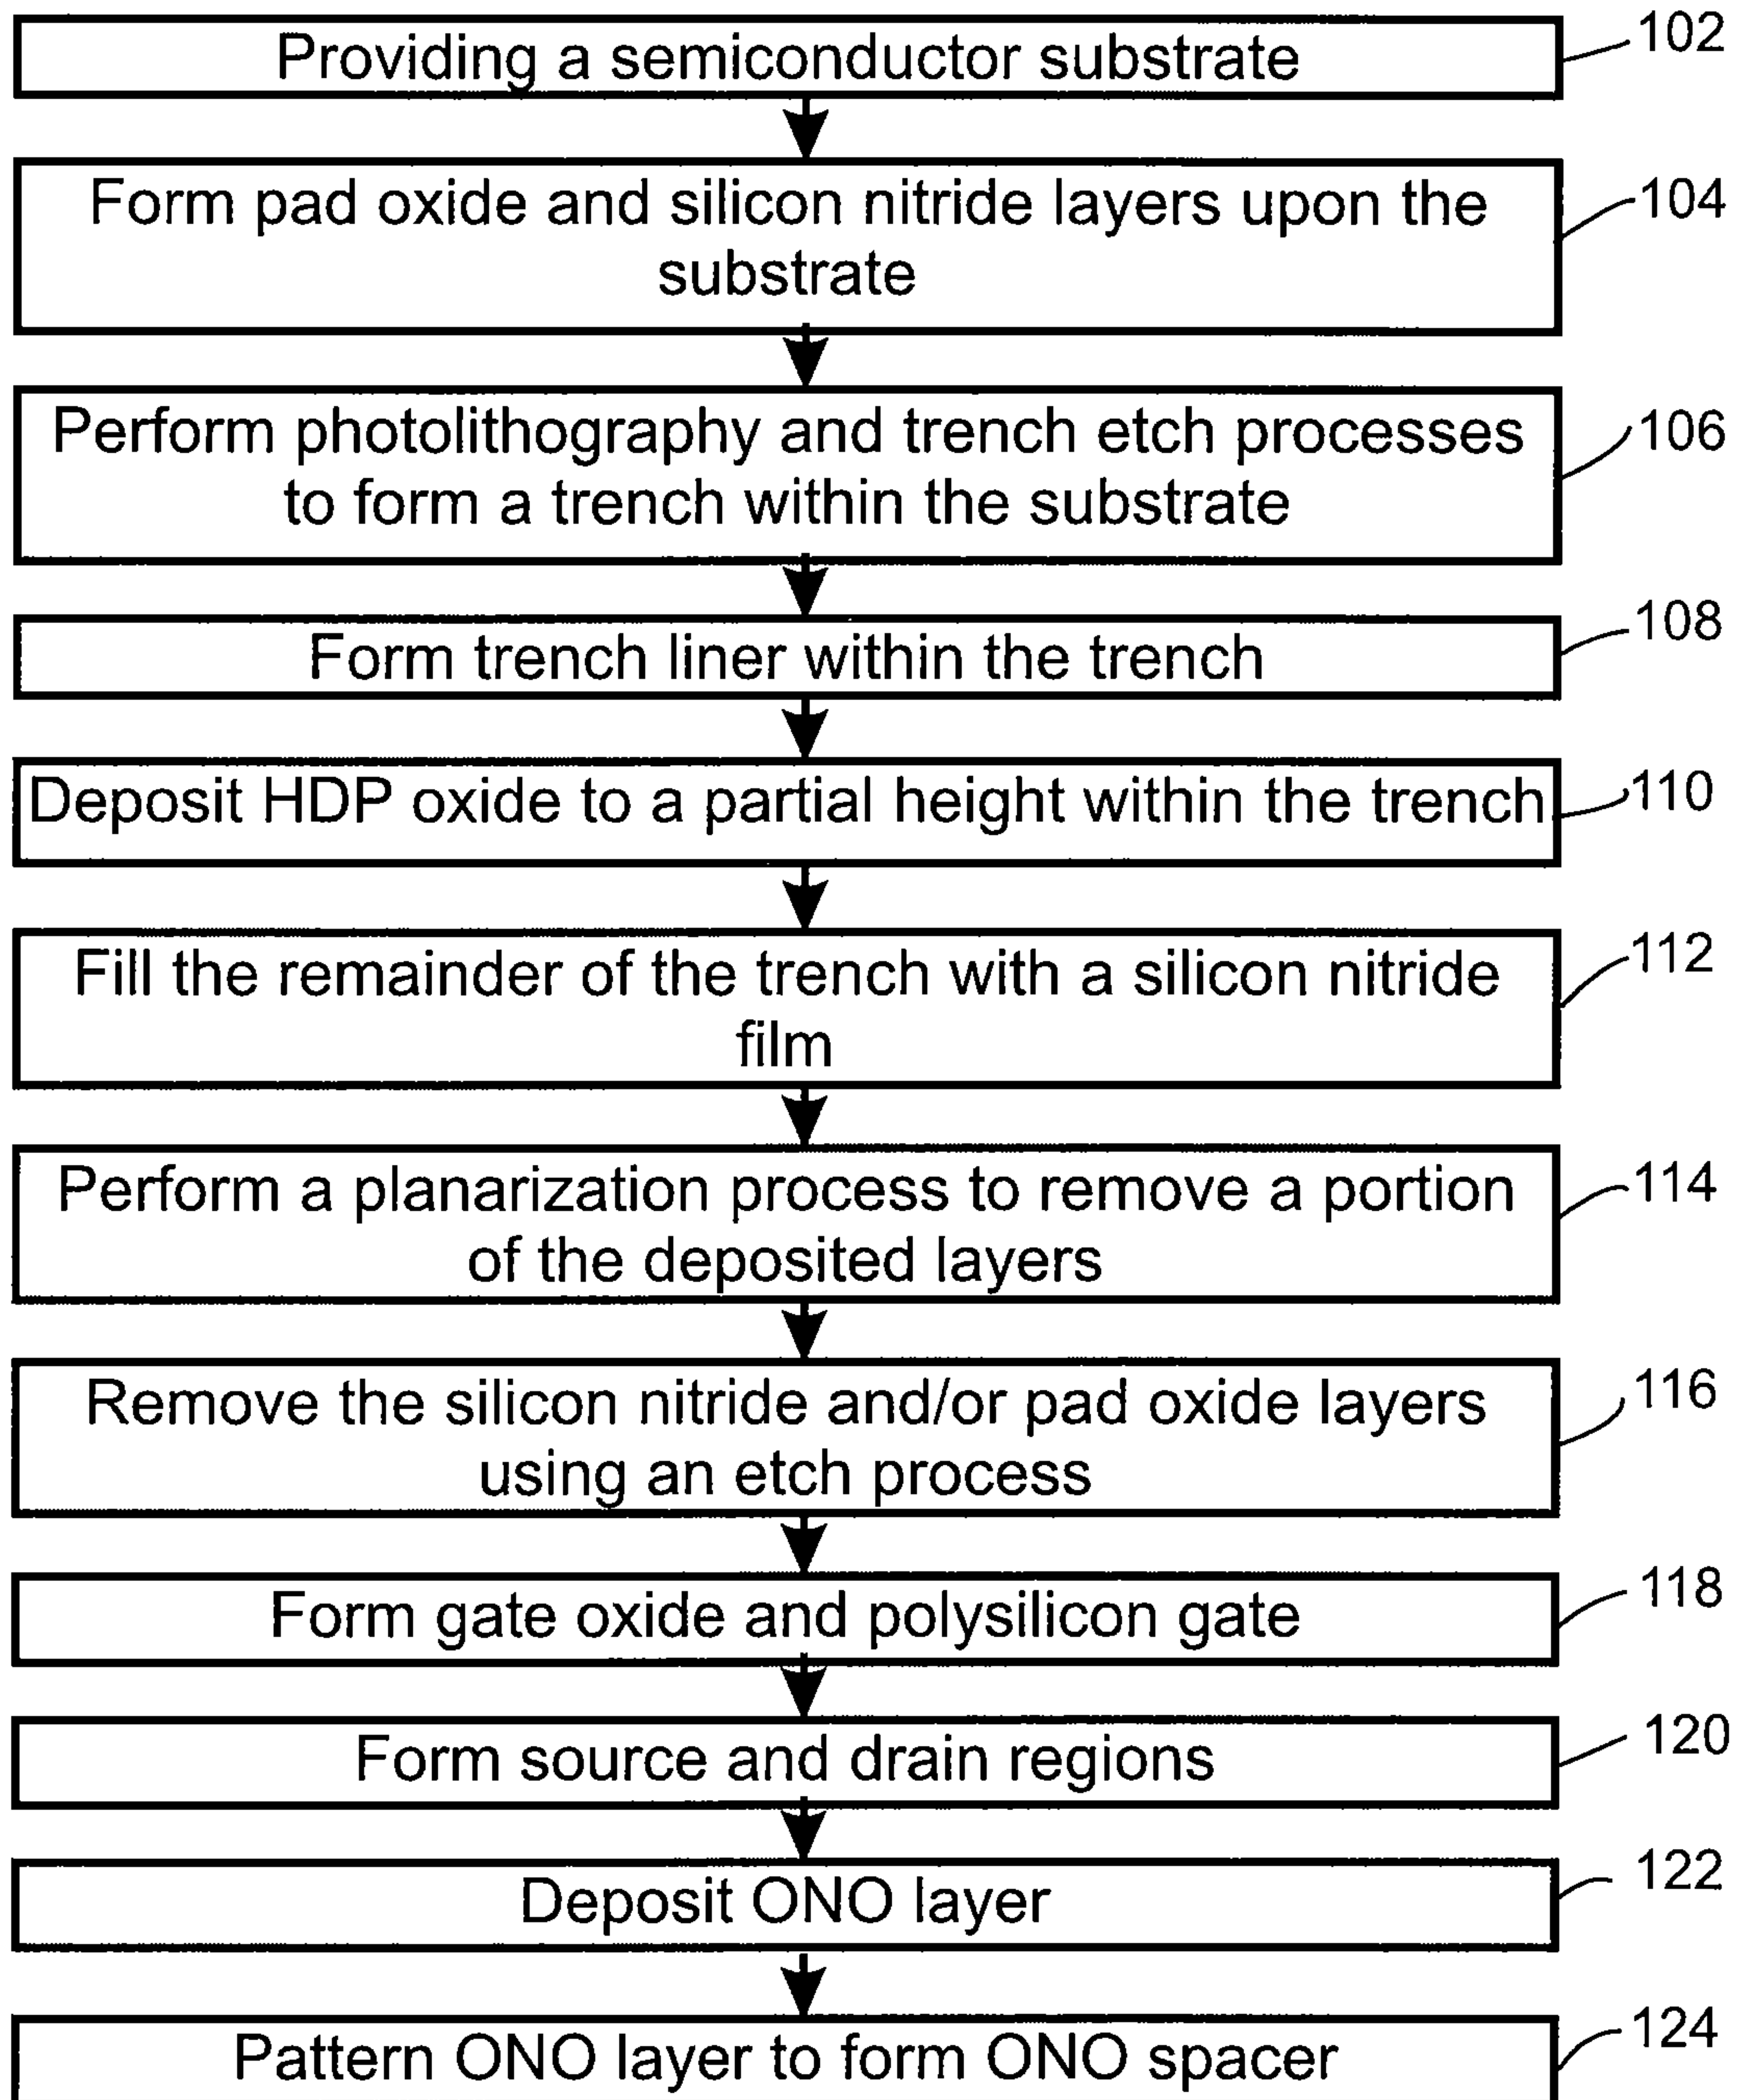 Providing a semiconductor substrate
102
Form pad oxide and silicon nitride layers upon the
substrate
104
Perform photolithography and trench etch processes
to form a trench within the substrate
106
Form trench liner within the trench
108
Deposit HDP oxide to a partial height within the trench
110
Fill the remainder of the trench with a silicon nitride
film
112
Perform a planarization process to remove a portion
of the deposited layers
114
Remove the silicon nitride and/or pad oxide layers
using an etch process
116
Form gate oxide and polysilicon gate
118
Form source and drain regions
120
Deposit ONO layer
122
Pattern ONO layer to form ONO spacer
124